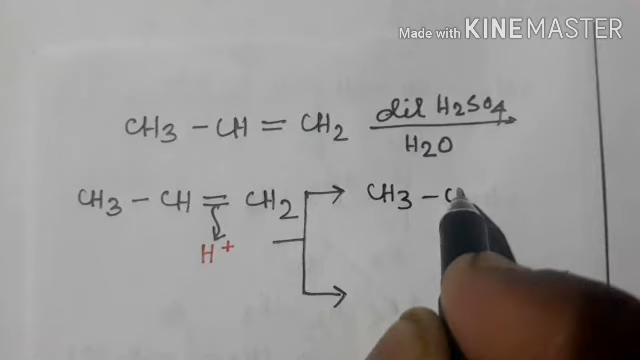 Made with KINEMASTER
CH3 – CH = CH2 dil H2SO4
H2O
CH3 – CH = CH2 CH3 – C
H+